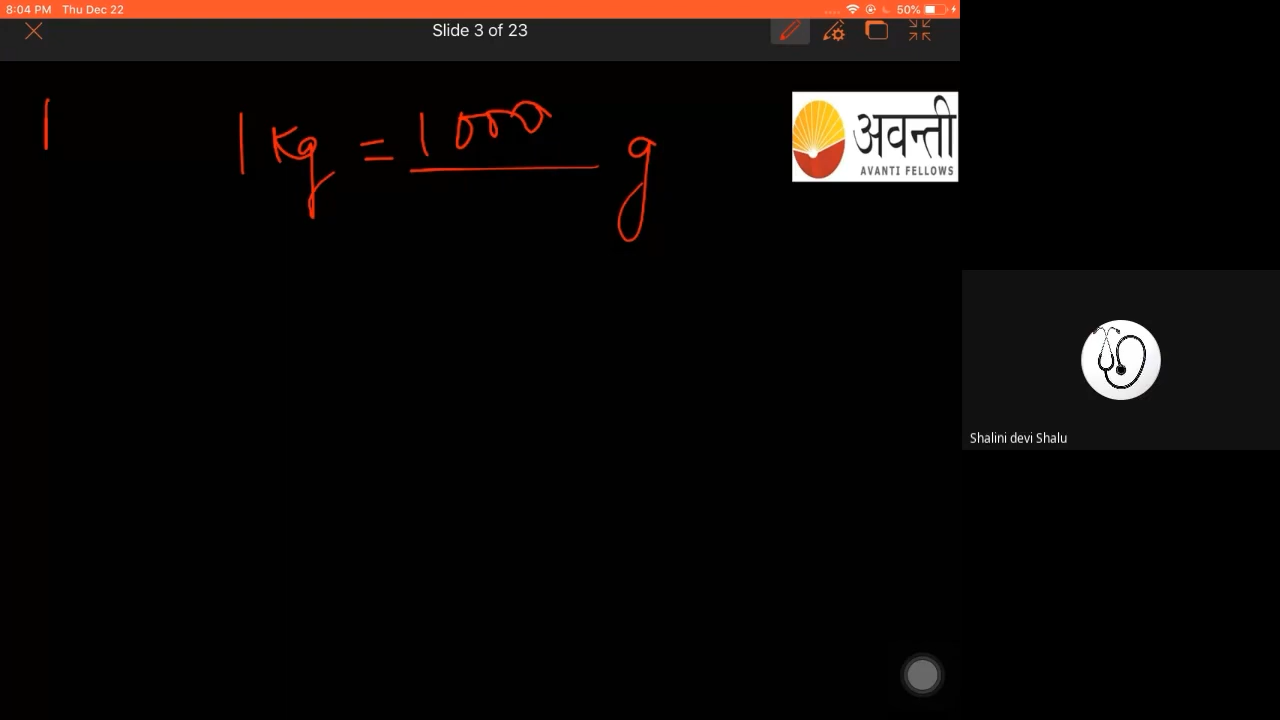 8:04 PM Thu Dec 22
50%
Slide 3 of 23
1
1 Kg = 1000 g
अवन्ती
AVANTI FELLOWS
Shalini devi Shalu